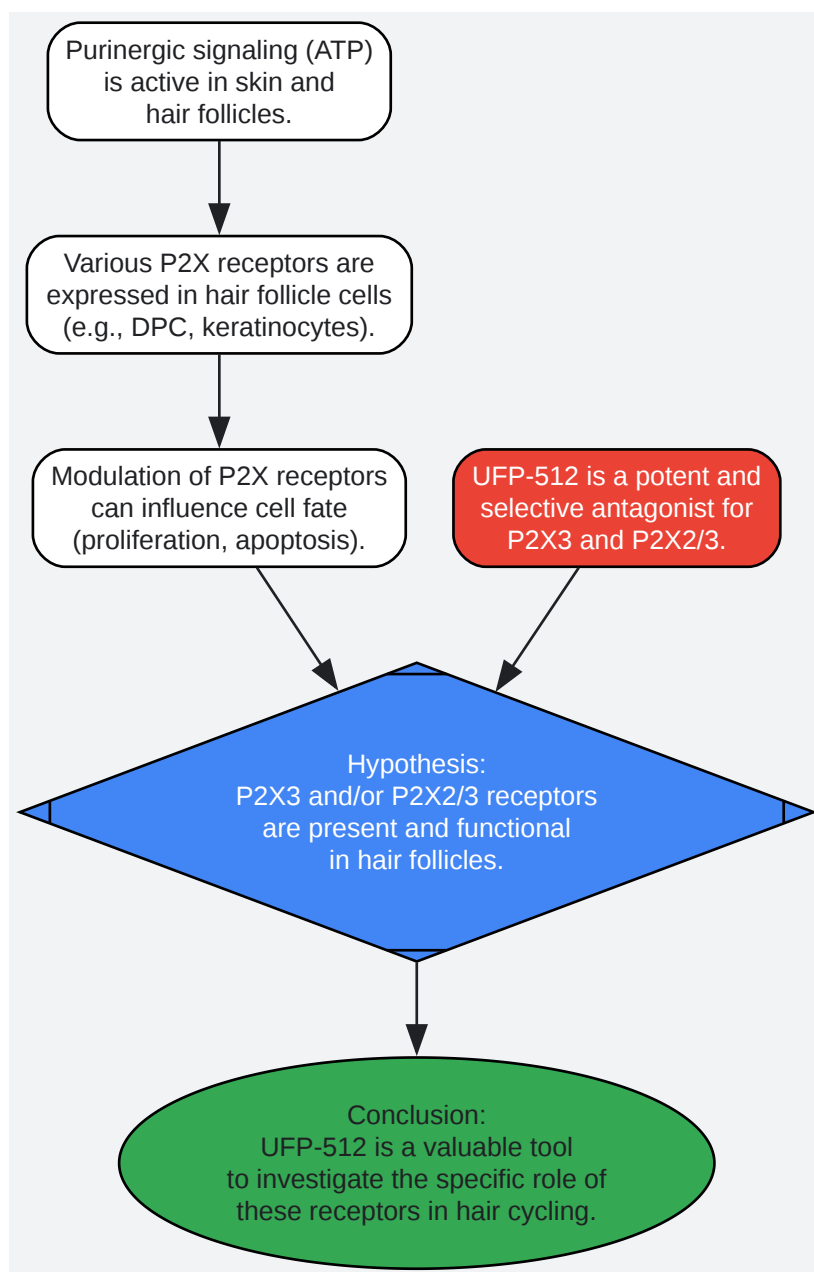 Purinergic signaling (ATP)
is active in skin and
hair follicles.
Various P2X receptors are
expressed in hair follicle cells
(e.g., DPC, keratinocytes).
Modulation of P2X receptors
can influence cell fate
(proliferation, apoptosis).
UFP-512 is a potent and
selective antagonist for
P2X3 and P2X2/3.
Hypothesis:
P2X3 and/or P2X2/3 receptors
are present and functional
in hair follicles.
Conclusion:
UFP-512 is a valuable tool
to investigate the specific role of
these receptors in hair cycling.